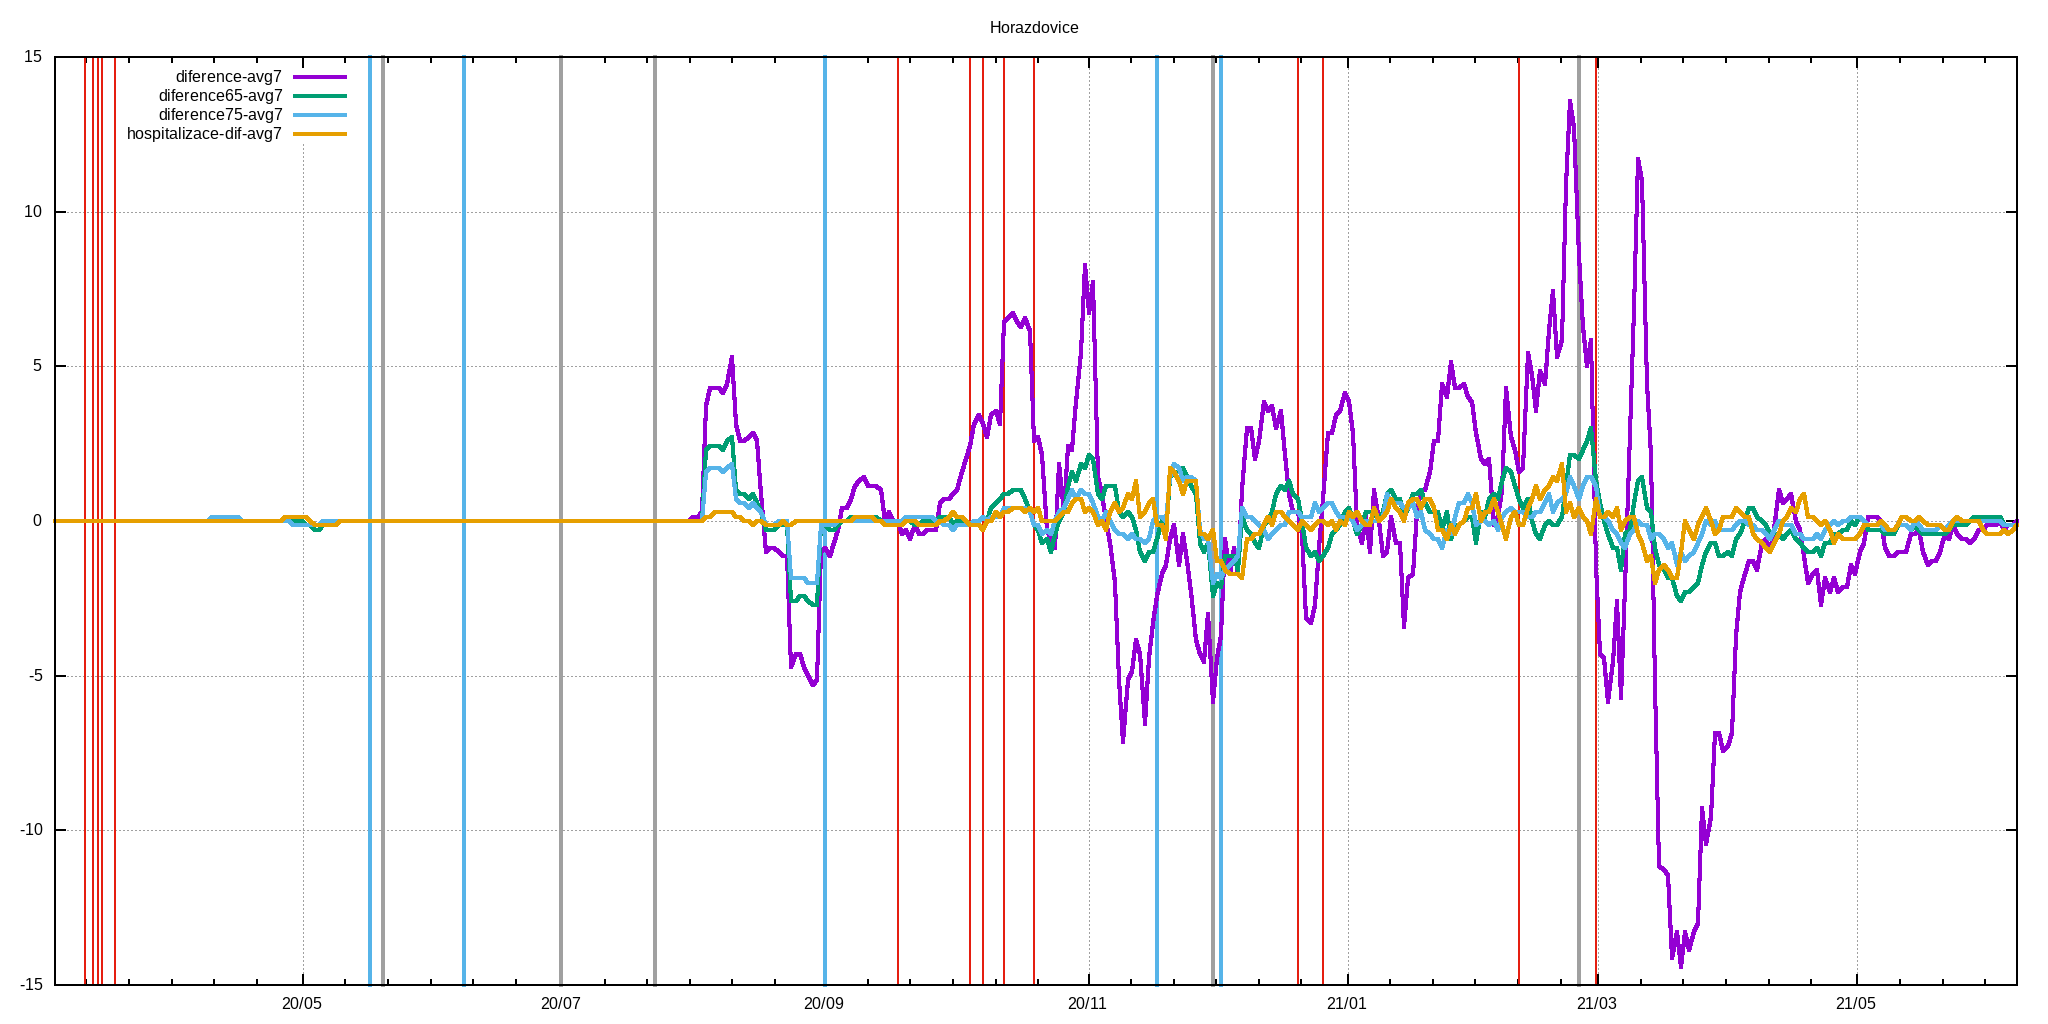 Horazdovice
diference-avg7
diference65-avg7
diference75-avg7
hospitalizace-dif-avg7
15
10
5
0
-5
-10
-15
20/05 20/07 20/09 20/11 21/01 21/03 21/05